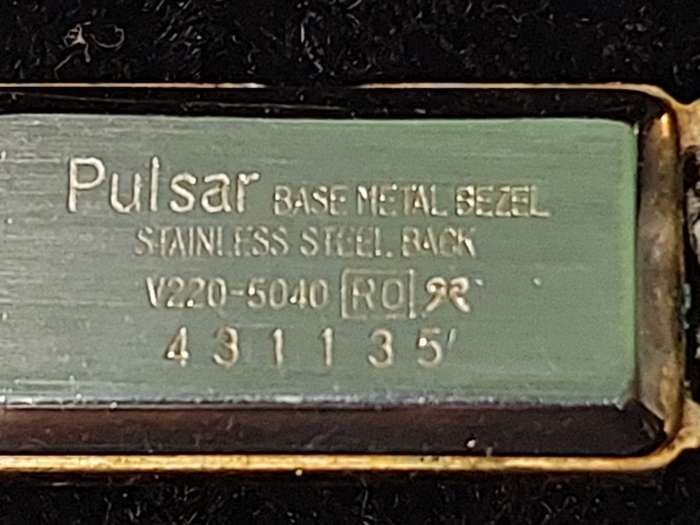 Pulsar BASE METAL BEZEL
STAINLESS STEEL BACK
V220-5040 RO
431135